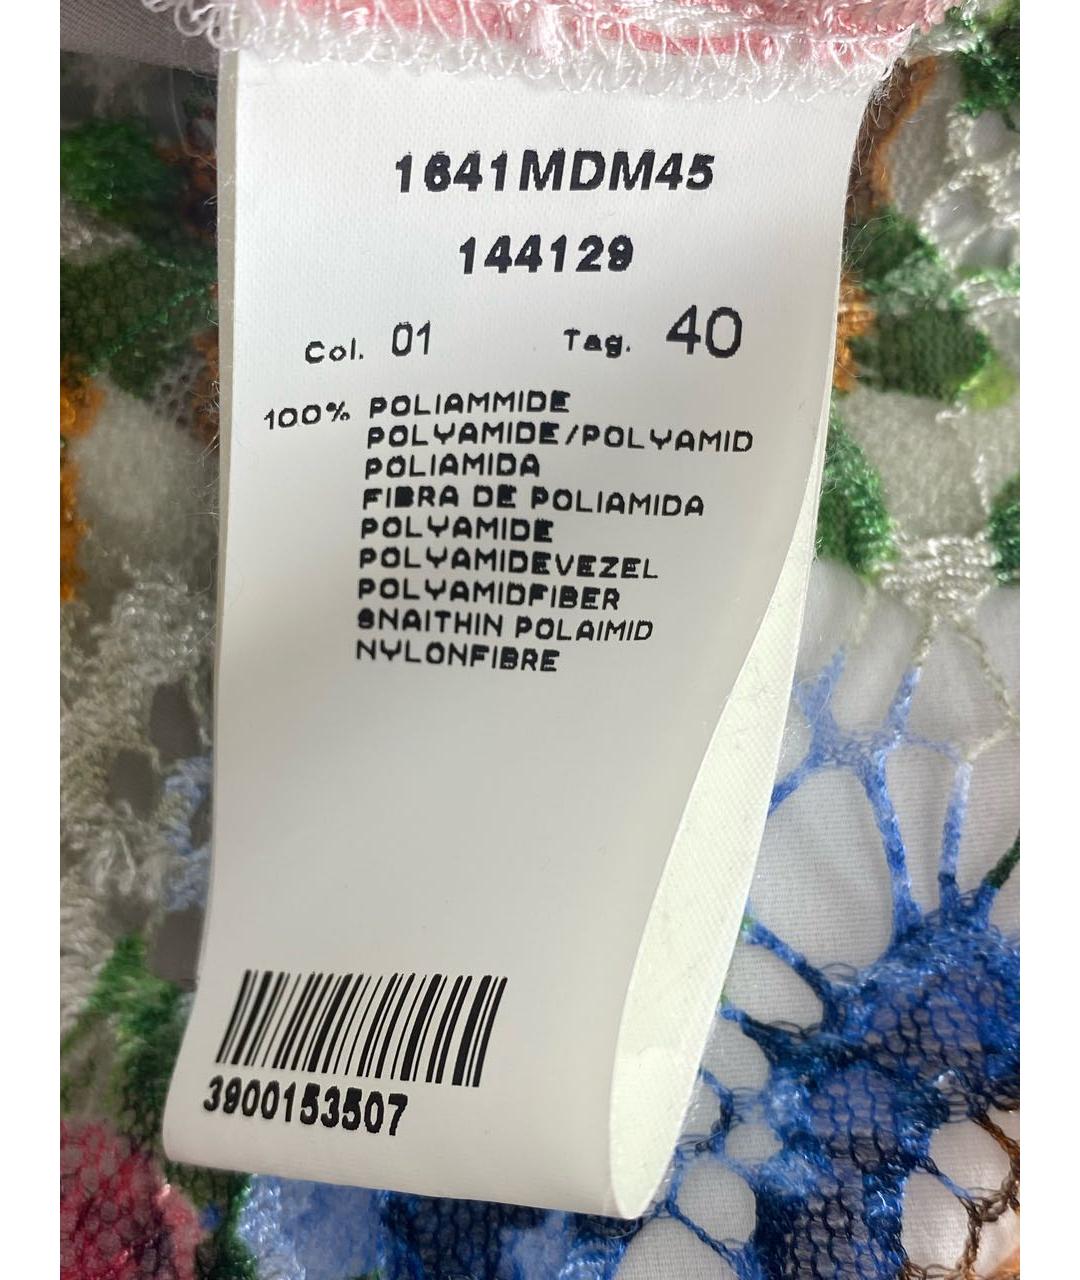 1641MDM45
144129
Col. 01 Tag. 40
100% POLIAMMIDE
POLYAMIDE/POLYAMID
POLIAMIDA
FIBRA DE POLIAMIDA
POLYAMIDE
POLYAMIDEVEZEL
POLYAMIDFIBER
SNAITHIN POLAIMID
NYLONFIBRE
3900153507